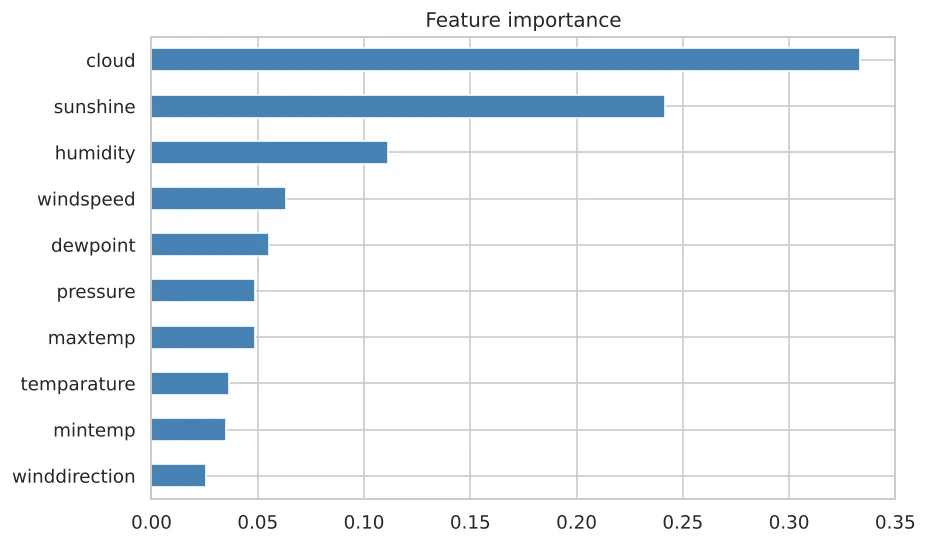 Feature importance
cloud
sunshine
humidity
windspeed
dewpoint
pressure
maxtemp
temparature
mintemp
winddirection
0.00 0.05 0.10 0.15 0.20 0.25 0.30 0.35